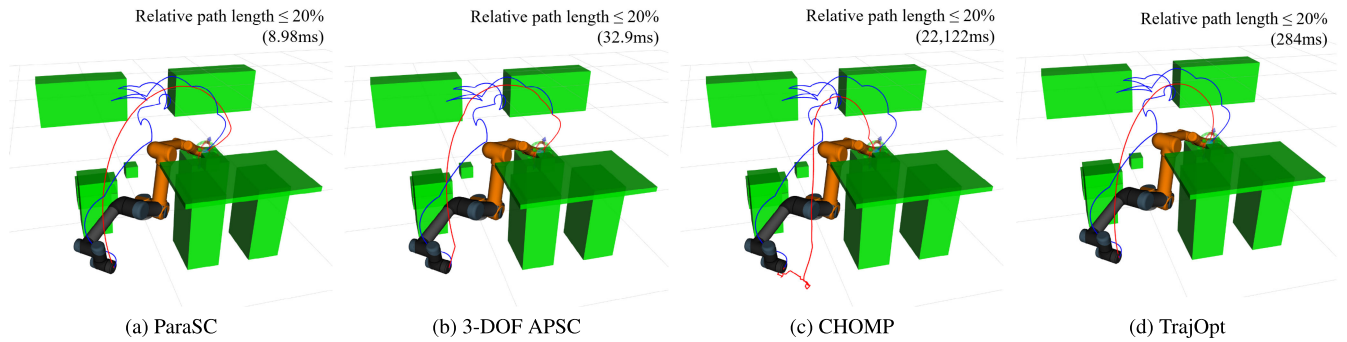 Relative path length ≤ 20%
(8.98ms)
Relative path length ≤ 20%
(32.9ms)
Relative path length ≤ 20%
(22,122ms)
Relative path length ≤ 20%
(284ms)
(a) ParaSC
(b) 3-DOF APSC
(c) CHOMP
(d) TrajOpt